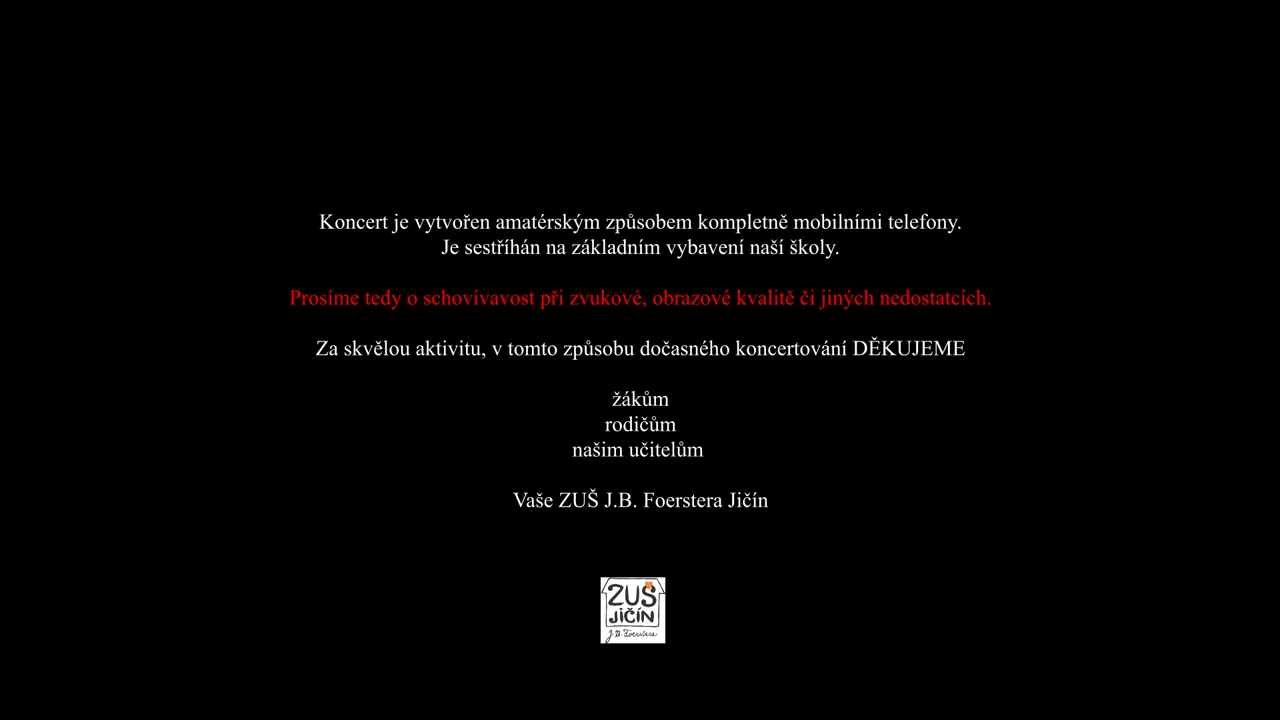 Koncert je vytvořen amatérským způsobem kompletně mobilními telefony.
Je sestříhán na základním vybavení naší školy.
Prosíme tedy o schovívavost při zvukové, obrazové kvalitě či jiných nedostatcích.
Za skvělou aktivitu, v tomto způsobu dočasného koncertování DĚKUJEME
žákům
rodičům
našim učitelům
Vaše ZUŠ J.B. Foerstera Jičín
ZUŠ
JIČÍN
J. B. Foerstera